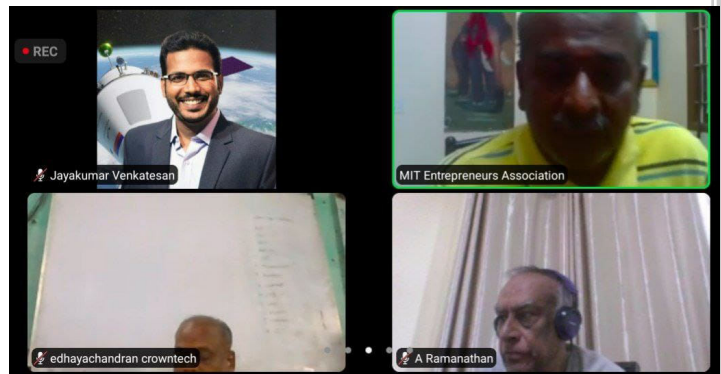 REC
Jayakumar Venkatesan
MIT Entrepreneurs Association
edhayachandran crowntech
A Ramanathan